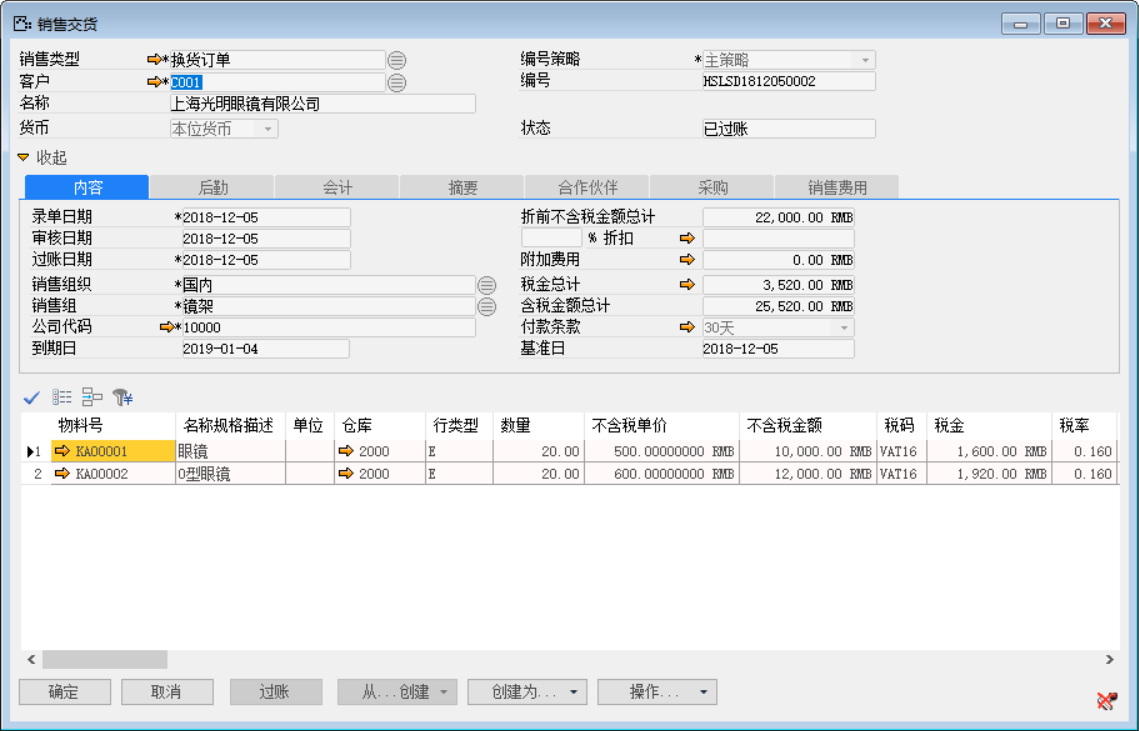 销售交货
销售类型 *换货订单 编号策略 *主策略
客户 *C001 编号 HSLSD1812050002
名称 上海光明眼镜有限公司
货币 本位货币 状态 已过账
收起
内容 后勤 会计 摘要 合作伙伴 采购 销售费用
录单日期 *2018-12-05 折前不含税金额总计 22,000.00 RMB
审核日期 2018-12-05 % 折扣
过账日期 *2018-12-05 附加费用 0.00 RMB
销售组织 *国内 税金总计 3,520.00 RMB
销售组 *镜架 含税金额总计 25,520.00 RMB
公司代码 *10000 付款条款 30天
到期日 2019-01-04 基准日 2018-12-05
物料号 名称规格描述 单位 仓库 行类型 数量 不含税单价 不含税金额 税码 税金 税率
1 KA00001 眼镜 2000 E 20.00 500.00000000 RMB 10,000.00 RMB VAT16 1,600.00 RMB 0.160
2 KA00002 O型眼镜 2000 E 20.00 600.00000000 RMB 12,000.00 RMB VAT16 1,920.00 RMB 0.160
确定 取消 过账 从...创建 创建为... 操作...